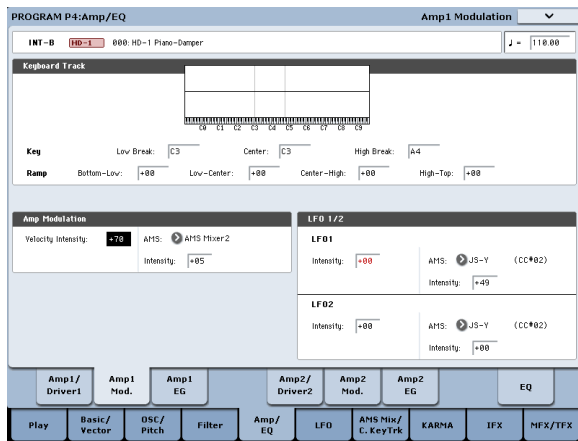 PROGRAM P4:Amp/EQ Amp1 Modulation
INT-B HD-1 000: HD-1 Piano-Damper ♩ = 110.00
Keyboard Track
C0 C1 C2 C3 C4 C5 C6 C7 C8 C9
Key Low Break: C3 Center: C3 High Break: A4
Ramp Bottom-Low: +00 Low-Center: +00 Center-High: +00 High-Top: +00
Amp Modulation LFO 1/2
Velocity Intensity: +70 AMS: AMS Mixer2 LFO1
Intensity: +05 Intensity: +00 AMS: JS-Y (CC#02)
Intensity: +49
LFO2
Intensity: +00 AMS: JS-Y (CC#02)
Intensity: +00
Amp1/ Amp1 Amp1 Amp2/ Amp2 Amp2 EQ
Driver1 Mod. EG Driver2 Mod. EG
Play Basic/ OSC/ Filter Amp/ LFO AMS Mix/ KARMA IFX MFX/TFX
Vector Pitch EQ C. KeyTrk